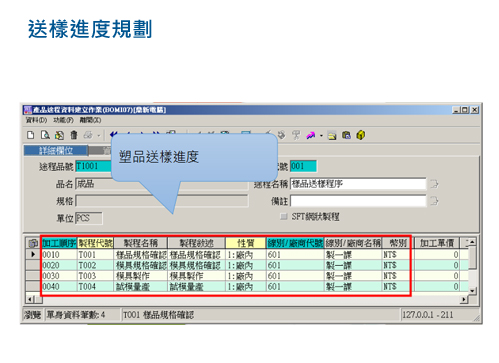 送樣進度規劃
產品途程資料建立作業(BOMI07)[鼎新電腦]
資料(D) 功能(F) 離開(X)
詳細欄位
塑品送樣進度
途程品號 T1001 號 001
品名 成品 途程名稱 樣品送樣程序
規格 備註
單位 PCS SFT網狀製程
加工順序 製程代號 製程名稱 製程敘述 性質 線別/廠商代號 線別/廠商名稱 幣別 加工單價
0010 T001 樣品規格確認 樣品規格確認 1:廠內 601 製一課 NT$ 0
0020 T002 模具規格確認 模具規格確認 1:廠內 601 製一課 NT$ 0
0030 T003 模具製作 模具製作 1:廠內 601 製一課 NT$ 0
0040 T004 試模量產 試模量產 1:廠內 601 製一課 NT$ 0
瀏覽 單身資料筆數: 4 T001 樣品規格確認 127.0.0.1 - 211